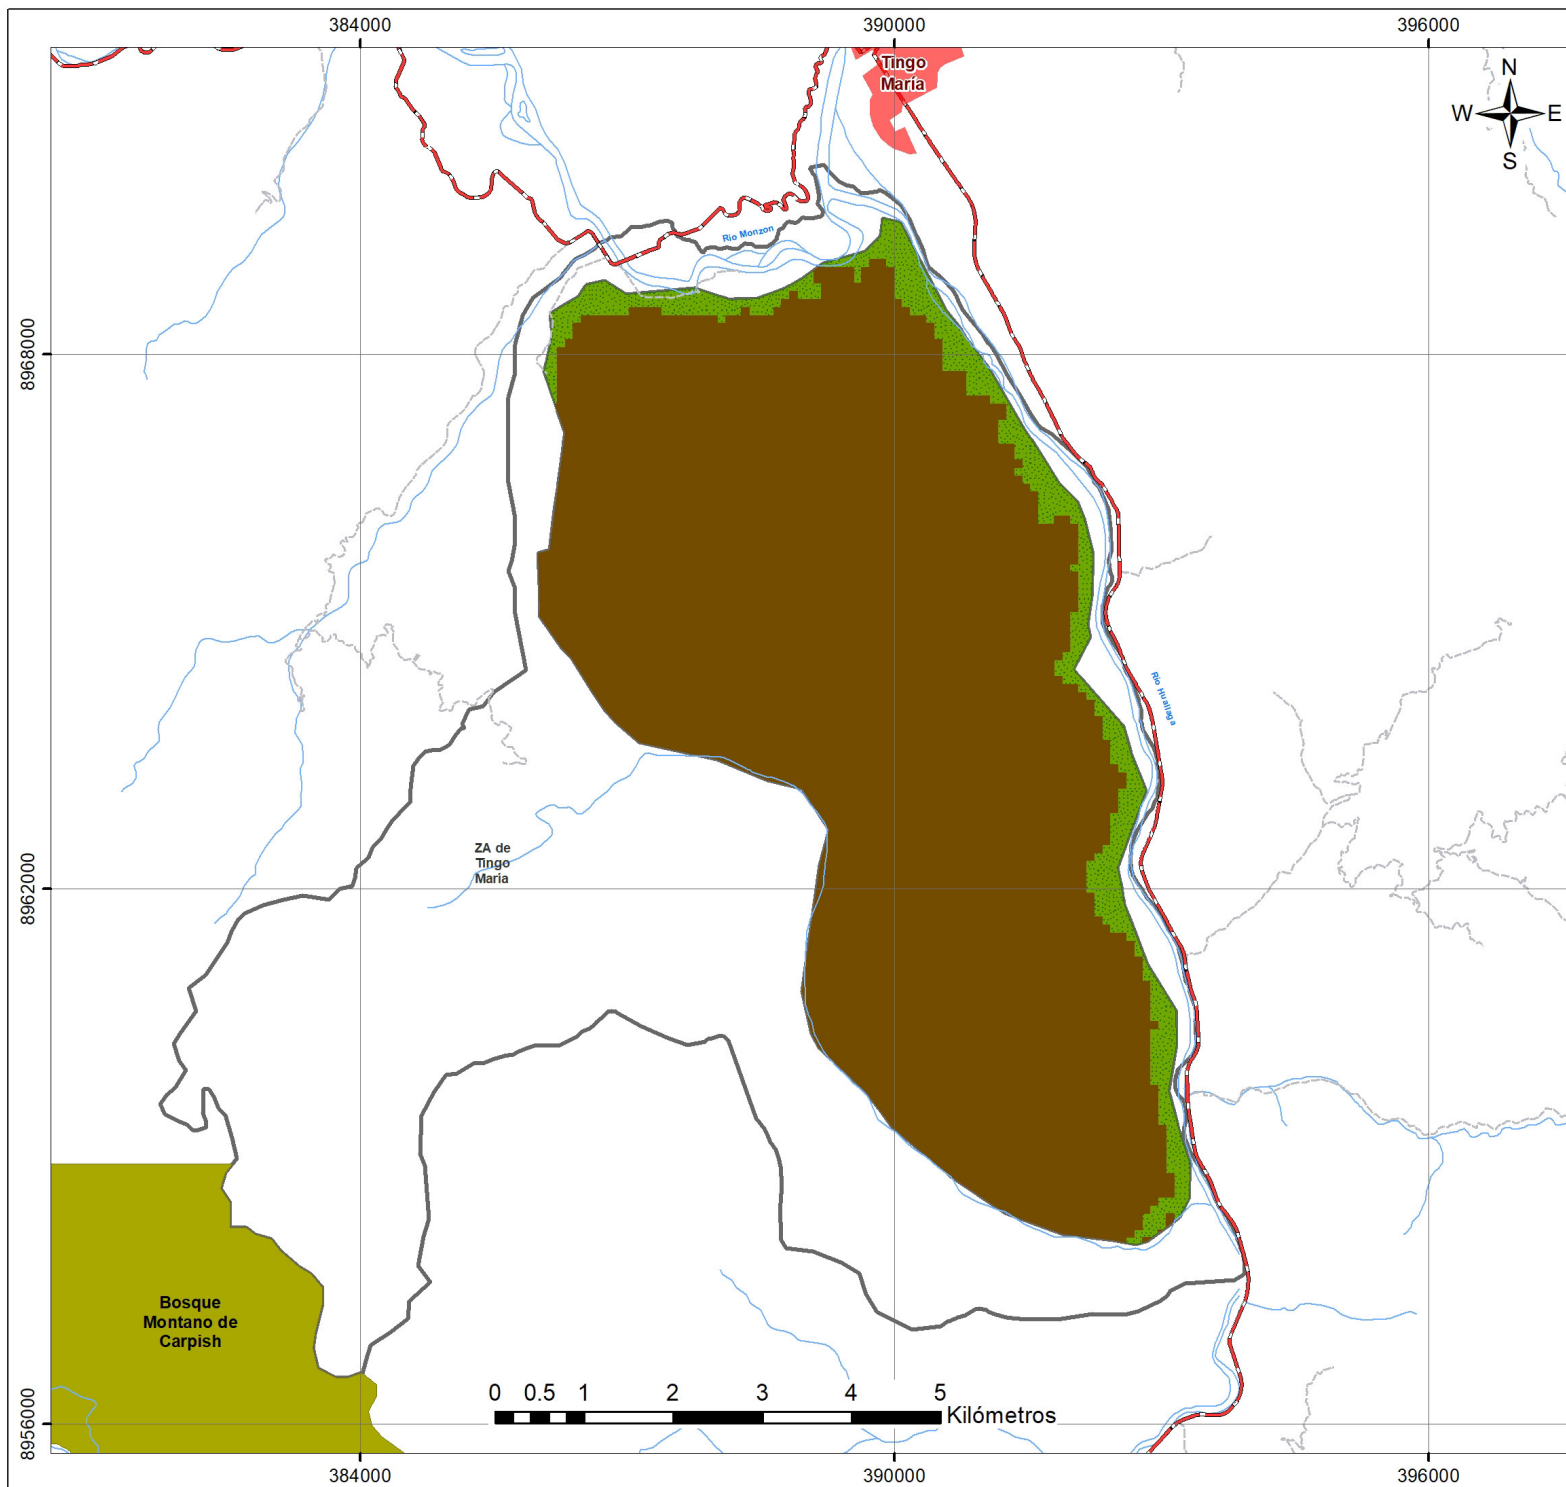 384000
390000
396000
Tingo
María
N
W
E
S
Rio Monzon
8968000
Rio Huallaga
ZA de
Tingo
Maria
8962000
Bosque
Montano de
Carpish
0 0.5 1 2 3 4 5
Kilómetros
8956000
384000
390000
396000